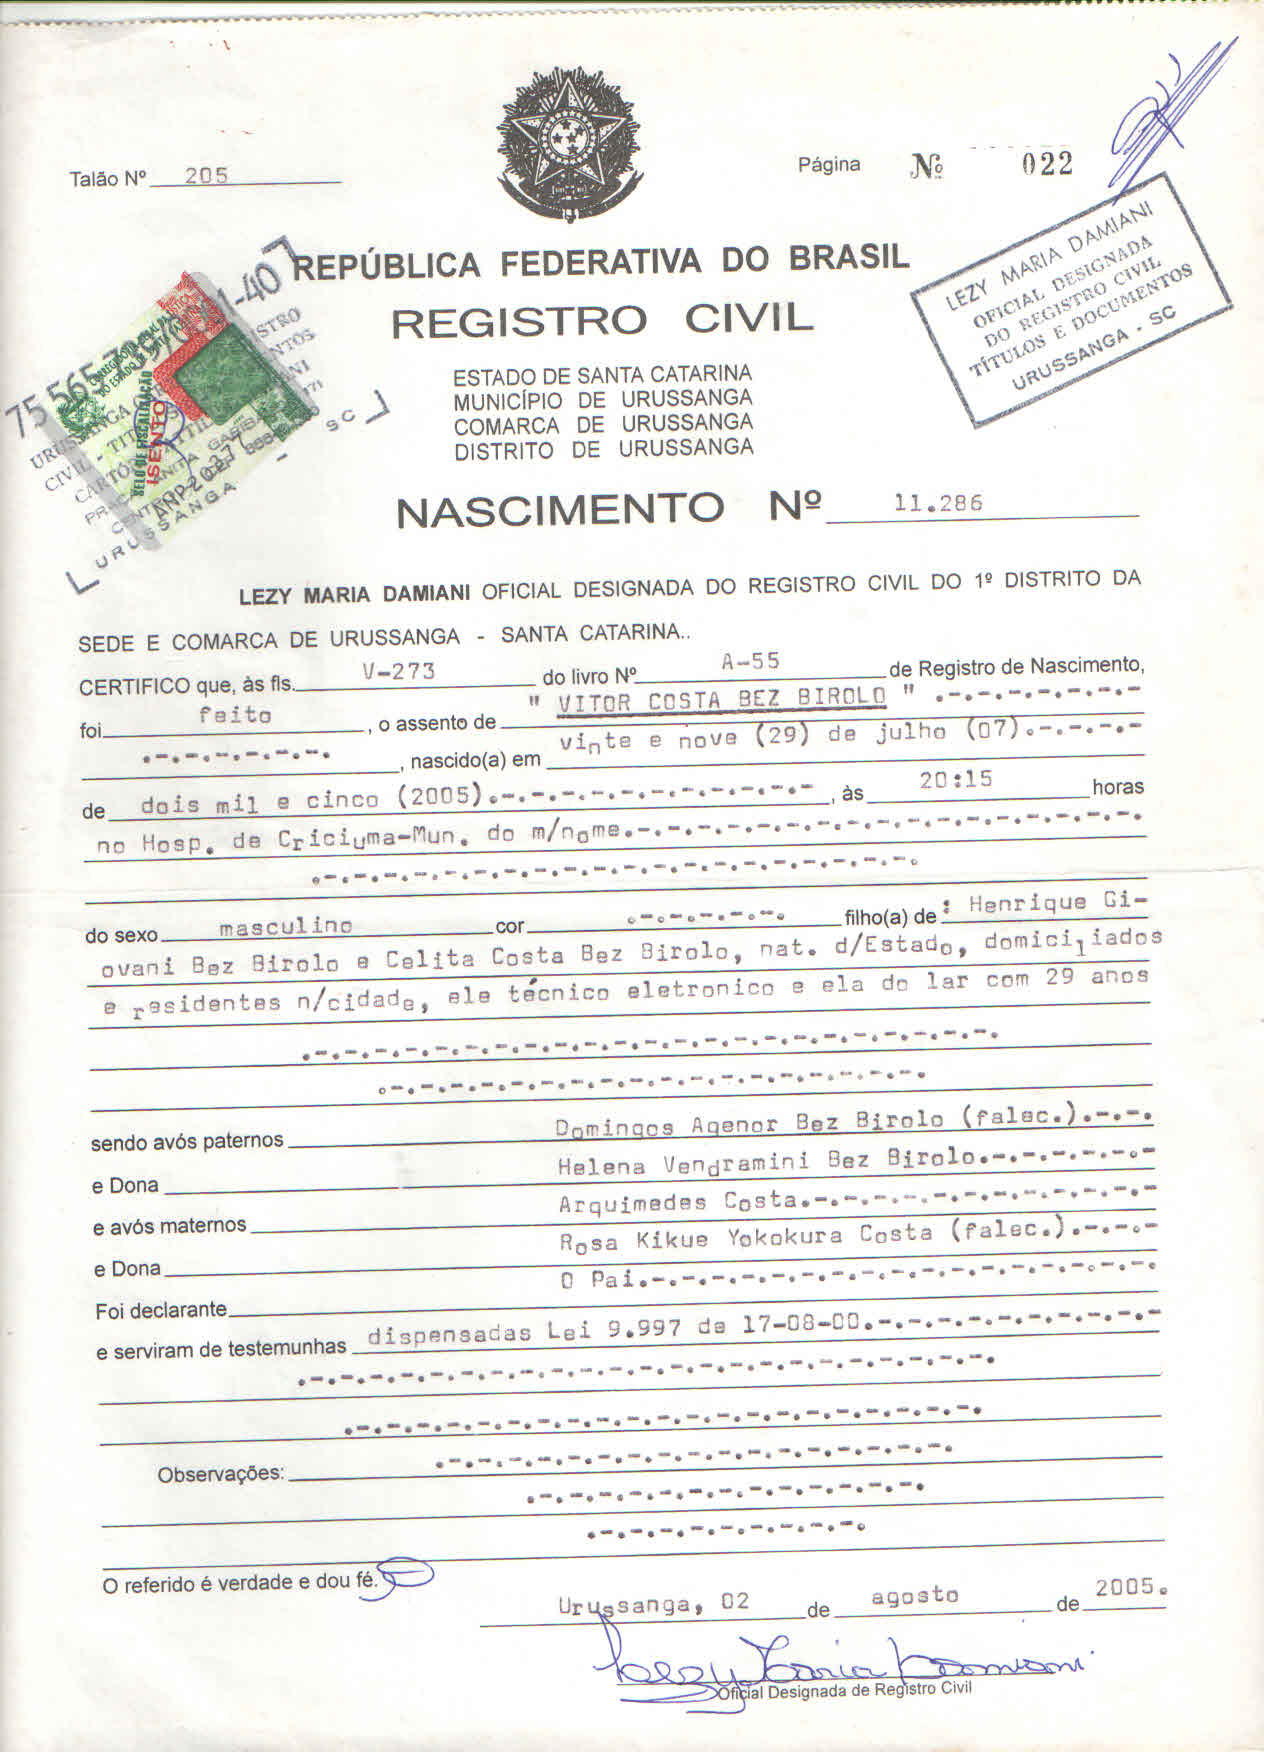 Talão Nº 205
Página Nº 022
REPÚBLICA FEDERATIVA DO BRASIL
REGISTRO CIVIL
LEZY MARIA DAMIANI
OFICIAL DESIGNADA
DO REGISTRO CIVIL
TÍTULOS E DOCUMENTOS
URUSSANGA - SC
ESTADO DE SANTA CATARINA
MUNICÍPIO DE URUSSANGA
COMARCA DE URUSSANGA
DISTRITO DE URUSSANGA
SELO DE FISCALIZAÇÃO
ISENTO
URUSSANGA
SC
NASCIMENTO Nº 11.286
LEZY MARIA DAMIANI OFICIAL DESIGNADA DO REGISTRO CIVIL DO 1º DISTRITO DA
SEDE E COMARCA DE URUSSANGA - SANTA CATARINA..
CERTIFICO que, às fls. V-273 do livro Nº A-55 de Registro de Nascimento,
foi feito, o assento de " VITOR COSTA BEZ BIROLO " .-.-.-.-.-.-.-
.-.-.-.-.-.-., nascido(a) em vinte e nove (29) de julho (07).-.-.-.-
de dois mil e cinco (2005).-.-.-.-.-.-.-.-.-.-.-, às 20:15 horas
no Hosp. de Criciuma-Mun. do m/nome.-.-.-.-.-.-.-.-.-.-.-.-.-.-.-.-.-.
.-.-.-.-.-.-.-.-.-.-.-.-.-.-.-.-.-.-.-.-.
do sexo masculino cor .-.-.-.-.-. filho(a) de: Henrique Gi-
ovani Bez Birolo e Celita Costa Bez Birolo, nat. d/Estado, domiciliados
e residentes n/cidade, ele técnico eletronico e ela do lar com 29 anos
.-.-.-.-.-.-.-.-.-.-.-.-.-.-.-.-.-.-.-.-.-.-.-.
.-.-.-.-.-.-.-.-.-.-.-.-.-.-.-.-.-.-.
sendo avós paternos Domingos Agenor Bez Birolo (falec.).-.-.
e Dona Helena Vendramini Bez Birolo.-.-.-.-.-.-
e avós maternos Arquimedes Costa.-.-.-.-.-.-.-.-.-.-.-.-
e Dona Rosa Kikue Yokokura Costa (falec.).-.-.-
Foi declarante O Pai.-.-.-.-.-.-.-.-.-.-.-.-.-.-.-.-.-
e serviram de testemunhas dispensadas Lei 9.997 de 17-08-00.-.-.-.-.-.-.-.-.-.-
.-.-.-.-.-.-.-.-.-.-.-.-.-.-.-.-.-.-.-.-.-.-.-.
.-.-.-.-.-.-.-.-.-.-.-.-.-.-.-.-.-.-.-.-.-.
Observações: .-.-.-.-.-.-.-.-.-.-.-.-.-.-.-.-.-
.-.-.-.-.-.-.-.-.-.-.-.-.-.
.-.-.-.-.-.-.-.-.-.
O referido é verdade e dou fé.
Urussanga, 02 de agosto de 2005.
Lezy Maria Damiani
Oficial Designada de Registro Civil